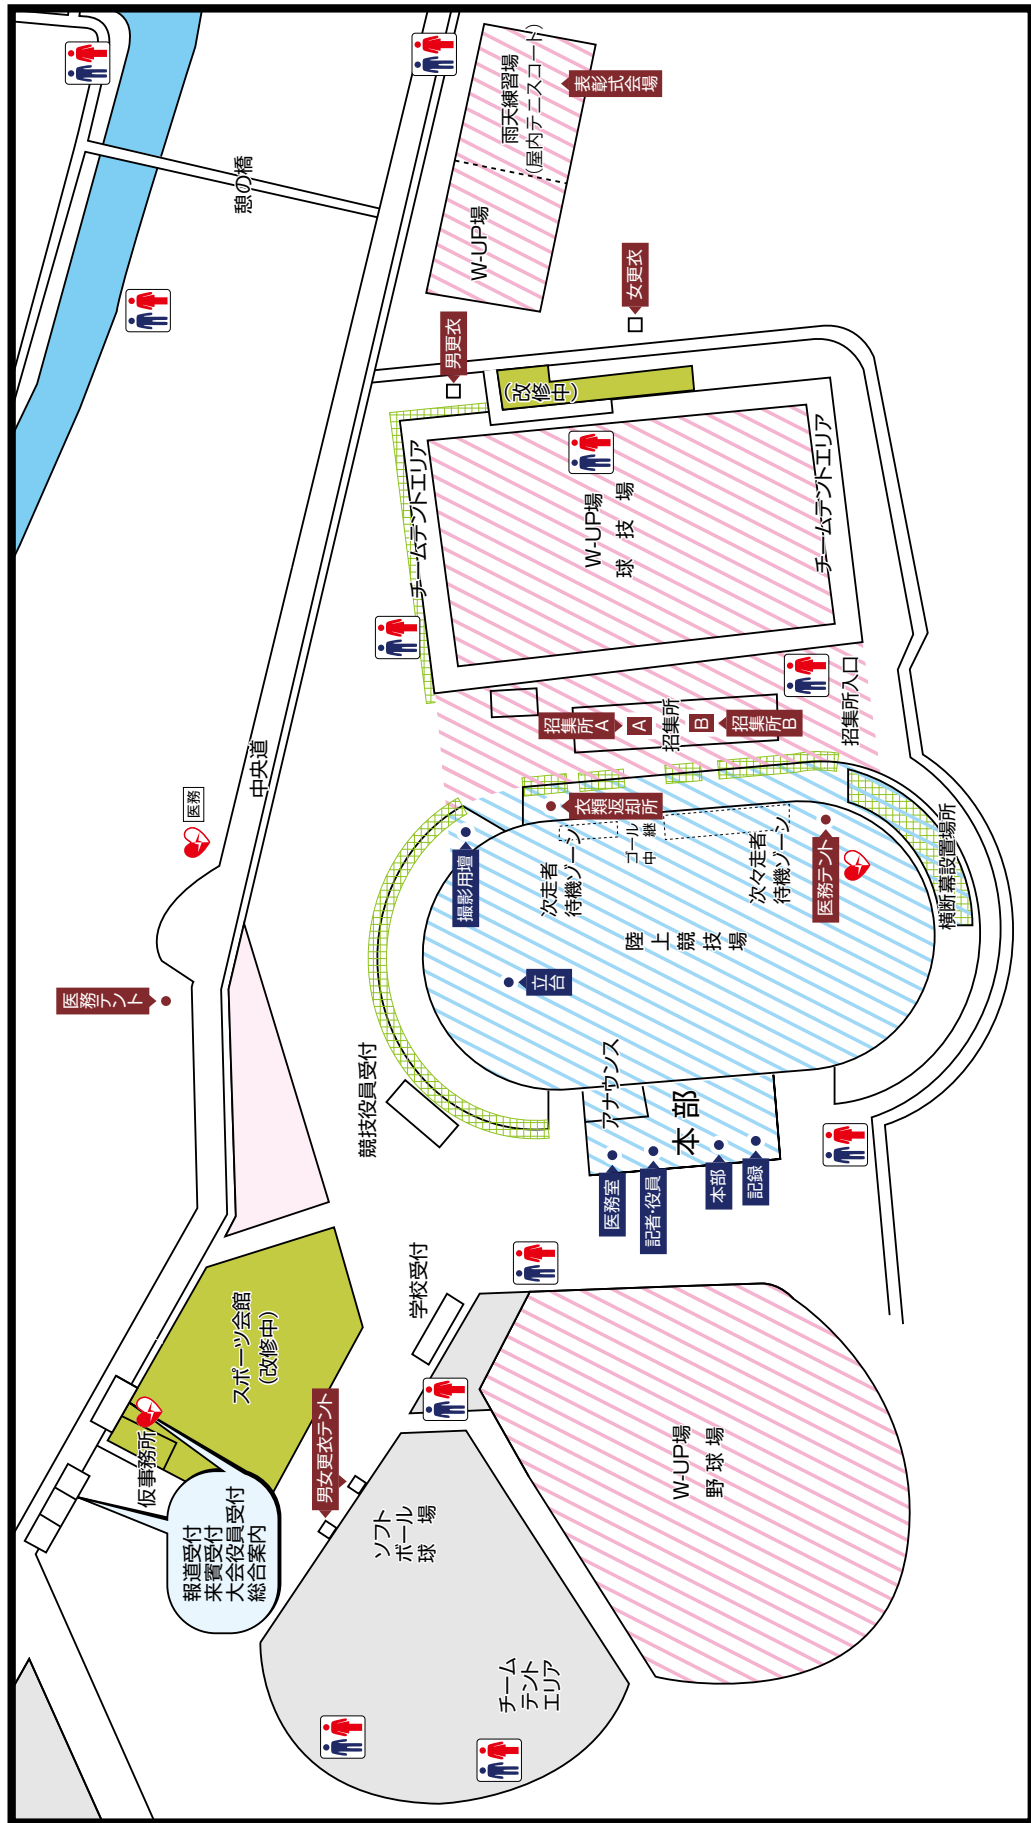 仮事務所
報道受付
来賓受付
大会役員受付
総合案内
スポーツ会館
(改修中)
医務テント
医務
中央道
憩の橋
男女更衣テント
ソフト
ボール
球 場
チーム
テント
エリア
学校受付
W-UP場
野球場
競技役員受付
医務室
記者・役員
本部
記録
アナウンス
本部
立台
撮影用壇
陸上競技場
次走者
待機ゾーン
ゴール
中継
次々走者
待機ゾーン
衣類返却所
医務テント
横断幕設置場所
招集所
A
A
招集所
B
招集所
B
招集所入口
チームテントエリア
W-UP場
球技場
チームテントエリア
(改修中)
男更衣
女更衣
W-UP場
雨天練習場
(屋内テニスコート)
表彰式会場